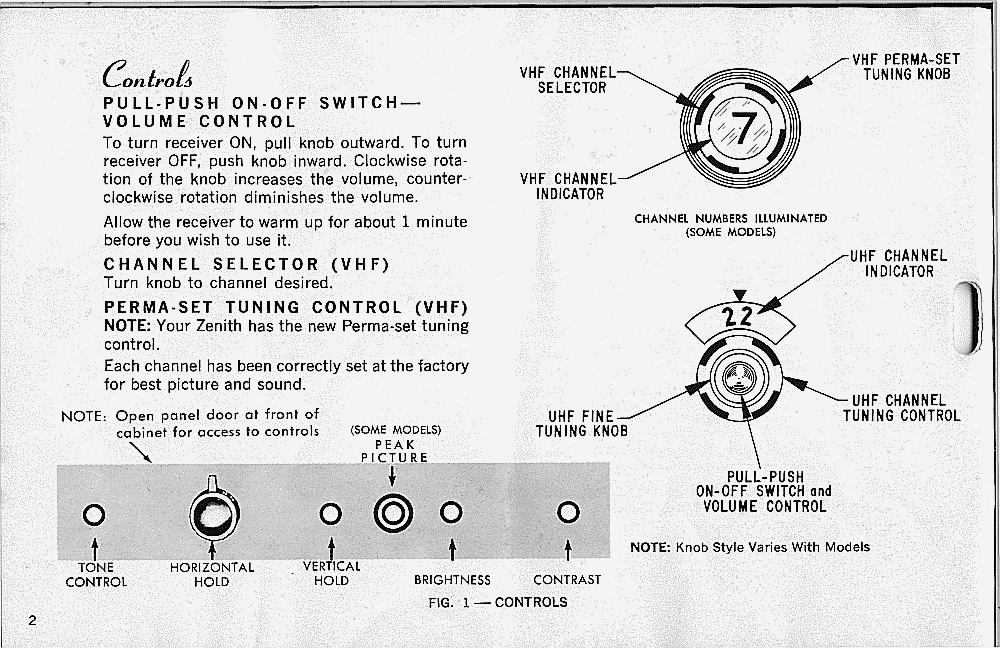 Controls
PULL-PUSH ON-OFF SWITCH—
VOLUME CONTROL
To turn receiver ON, pull knob outward. To turn
receiver OFF, push knob inward. Clockwise rota-
tion of the knob increases the volume, counter-
clockwise rotation diminishes the volume.
Allow the receiver to warm up for about 1 minute
before you wish to use it.
CHANNEL SELECTOR (VHF)
Turn knob to channel desired.
PERMA-SET TUNING CONTROL (VHF)
NOTE: Your Zenith has the new Perma-set tuning
control.
Each channel has been correctly set at the factory
for best picture and sound.
NOTE: Open panel door at front of
cabinet for access to controls
(SOME MODELS)
PEAK
PICTURE
TONE
CONTROL
HORIZONTAL
HOLD
VERTICAL
HOLD
BRIGHTNESS
CONTRAST
FIG. 1 — CONTROLS
2
VHF CHANNEL
SELECTOR
VHF PERMA-SET
TUNING KNOB
7
VHF CHANNEL
INDICATOR
CHANNEL NUMBERS ILLUMINATED
(SOME MODELS)
UHF CHANNEL
INDICATOR
22
UHF FINE
TUNING KNOB
UHF CHANNEL
TUNING CONTROL
PULL-PUSH
ON-OFF SWITCH and
VOLUME CONTROL
NOTE: Knob Style Varies With Models